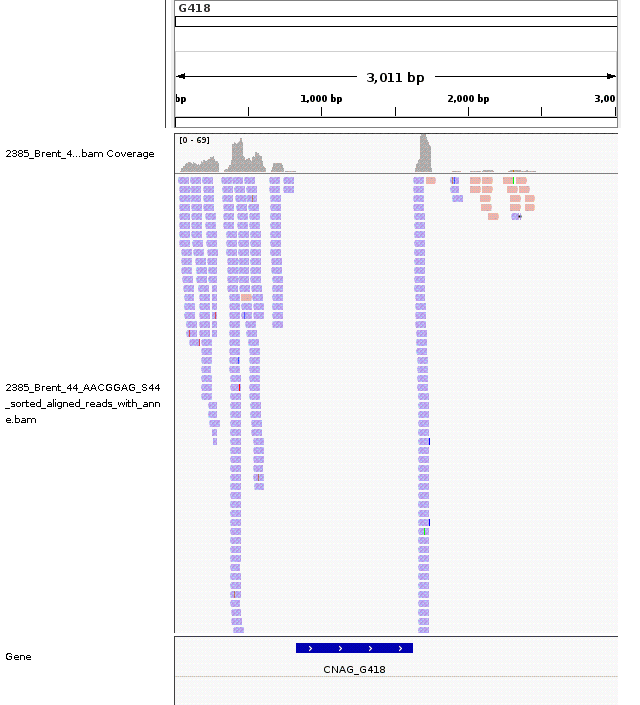 G418
3,011 bp
bp 1,000 bp 2,000 bp 3,00
[0 - 69]
2385_Brent_4...bam Coverage
2385_Brent_44_AACGGAG_S44
_sorted_aligned_reads_with_ann
e.bam
Gene
CNAG_G418